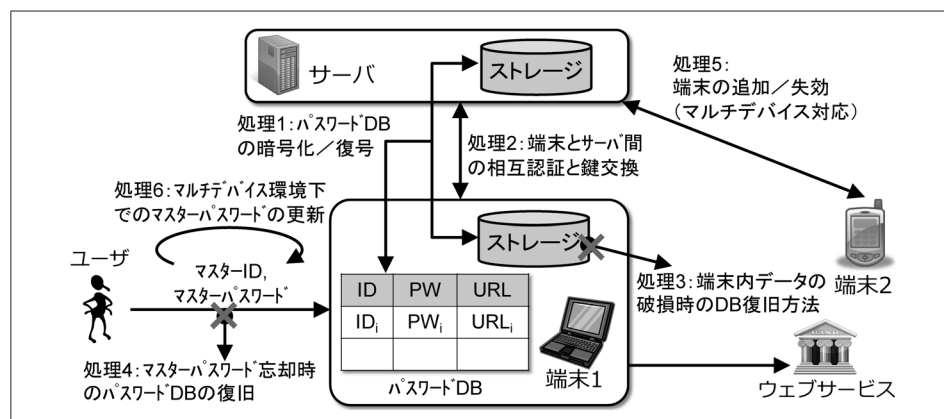 サーバ
ストレージ
処理5:
端末の追加/失効
(マルチデバイス対応)
処理1:パスワードDB
の暗号化/復号
処理2:端末とサーバ間
の相互認証と鍵交換
処理6:マルチデバイス環境下
でのマスターパスワードの更新
ストレージ
ユーザ
マスターID,
マスターパスワード
ID PW URL
IDi PWi URLi
処理3:端末内データの
破損時のDB復旧方法
端末2
処理4:マスターパスワード忘却時
のパスワードDBの復旧
パスワードDB
端末1
BANK
ウェブサービス